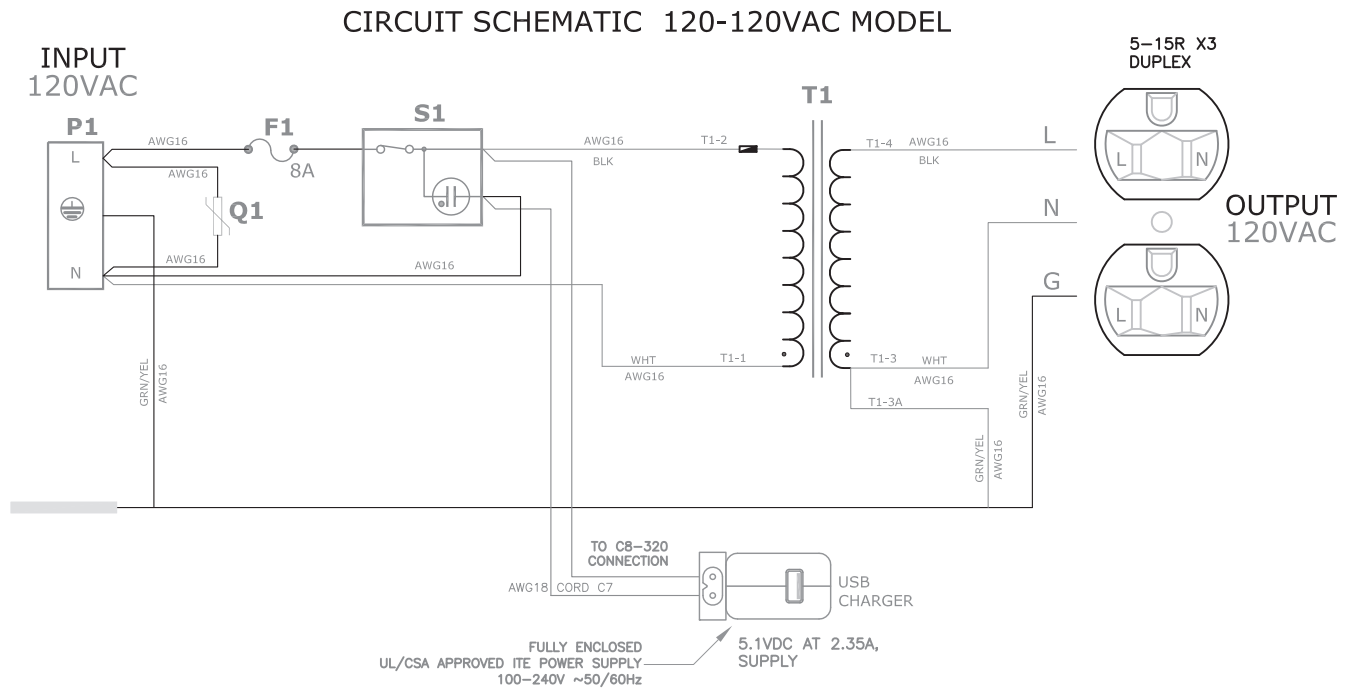 CIRCUIT SCHEMATIC 120-120VAC MODEL
INPUT
120VAC
P1
L
N
AWG16
F1
8A
AWG16
Q1
AWG16
S1
AWG16
AWG16
BLK
T1-2
T1
T1-4
AWG16
BLK
L
N
G
5-15R X3
DUPLEX
L
N
OUTPUT
120VAC
L
N
WHT
AWG16
T1-1
T1-3
WHT
AWG16
T1-3A
GRN/YEL
AWG16
GRN/YEL
AWG16
GRN/YEL
AWG16
TO C8-320
CONNECTION
AWG18 CORD C7
USB
CHARGER
FULLY ENCLOSED
UL/CSA APPROVED ITE POWER SUPPLY
100-240V ~50/60Hz
5.1VDC AT 2.35A,
SUPPLY